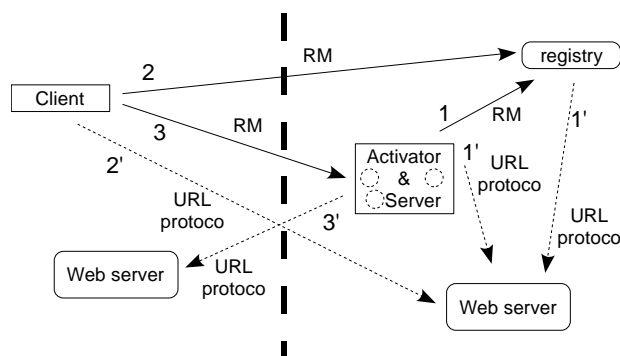 2
RM
registry
Client
1
RM
1'
3
RM
2'
Activator
&
Server
1'
URL
protoco
URL
protoco
3'
URL
protoco
Web server
URL
protoco
Web server